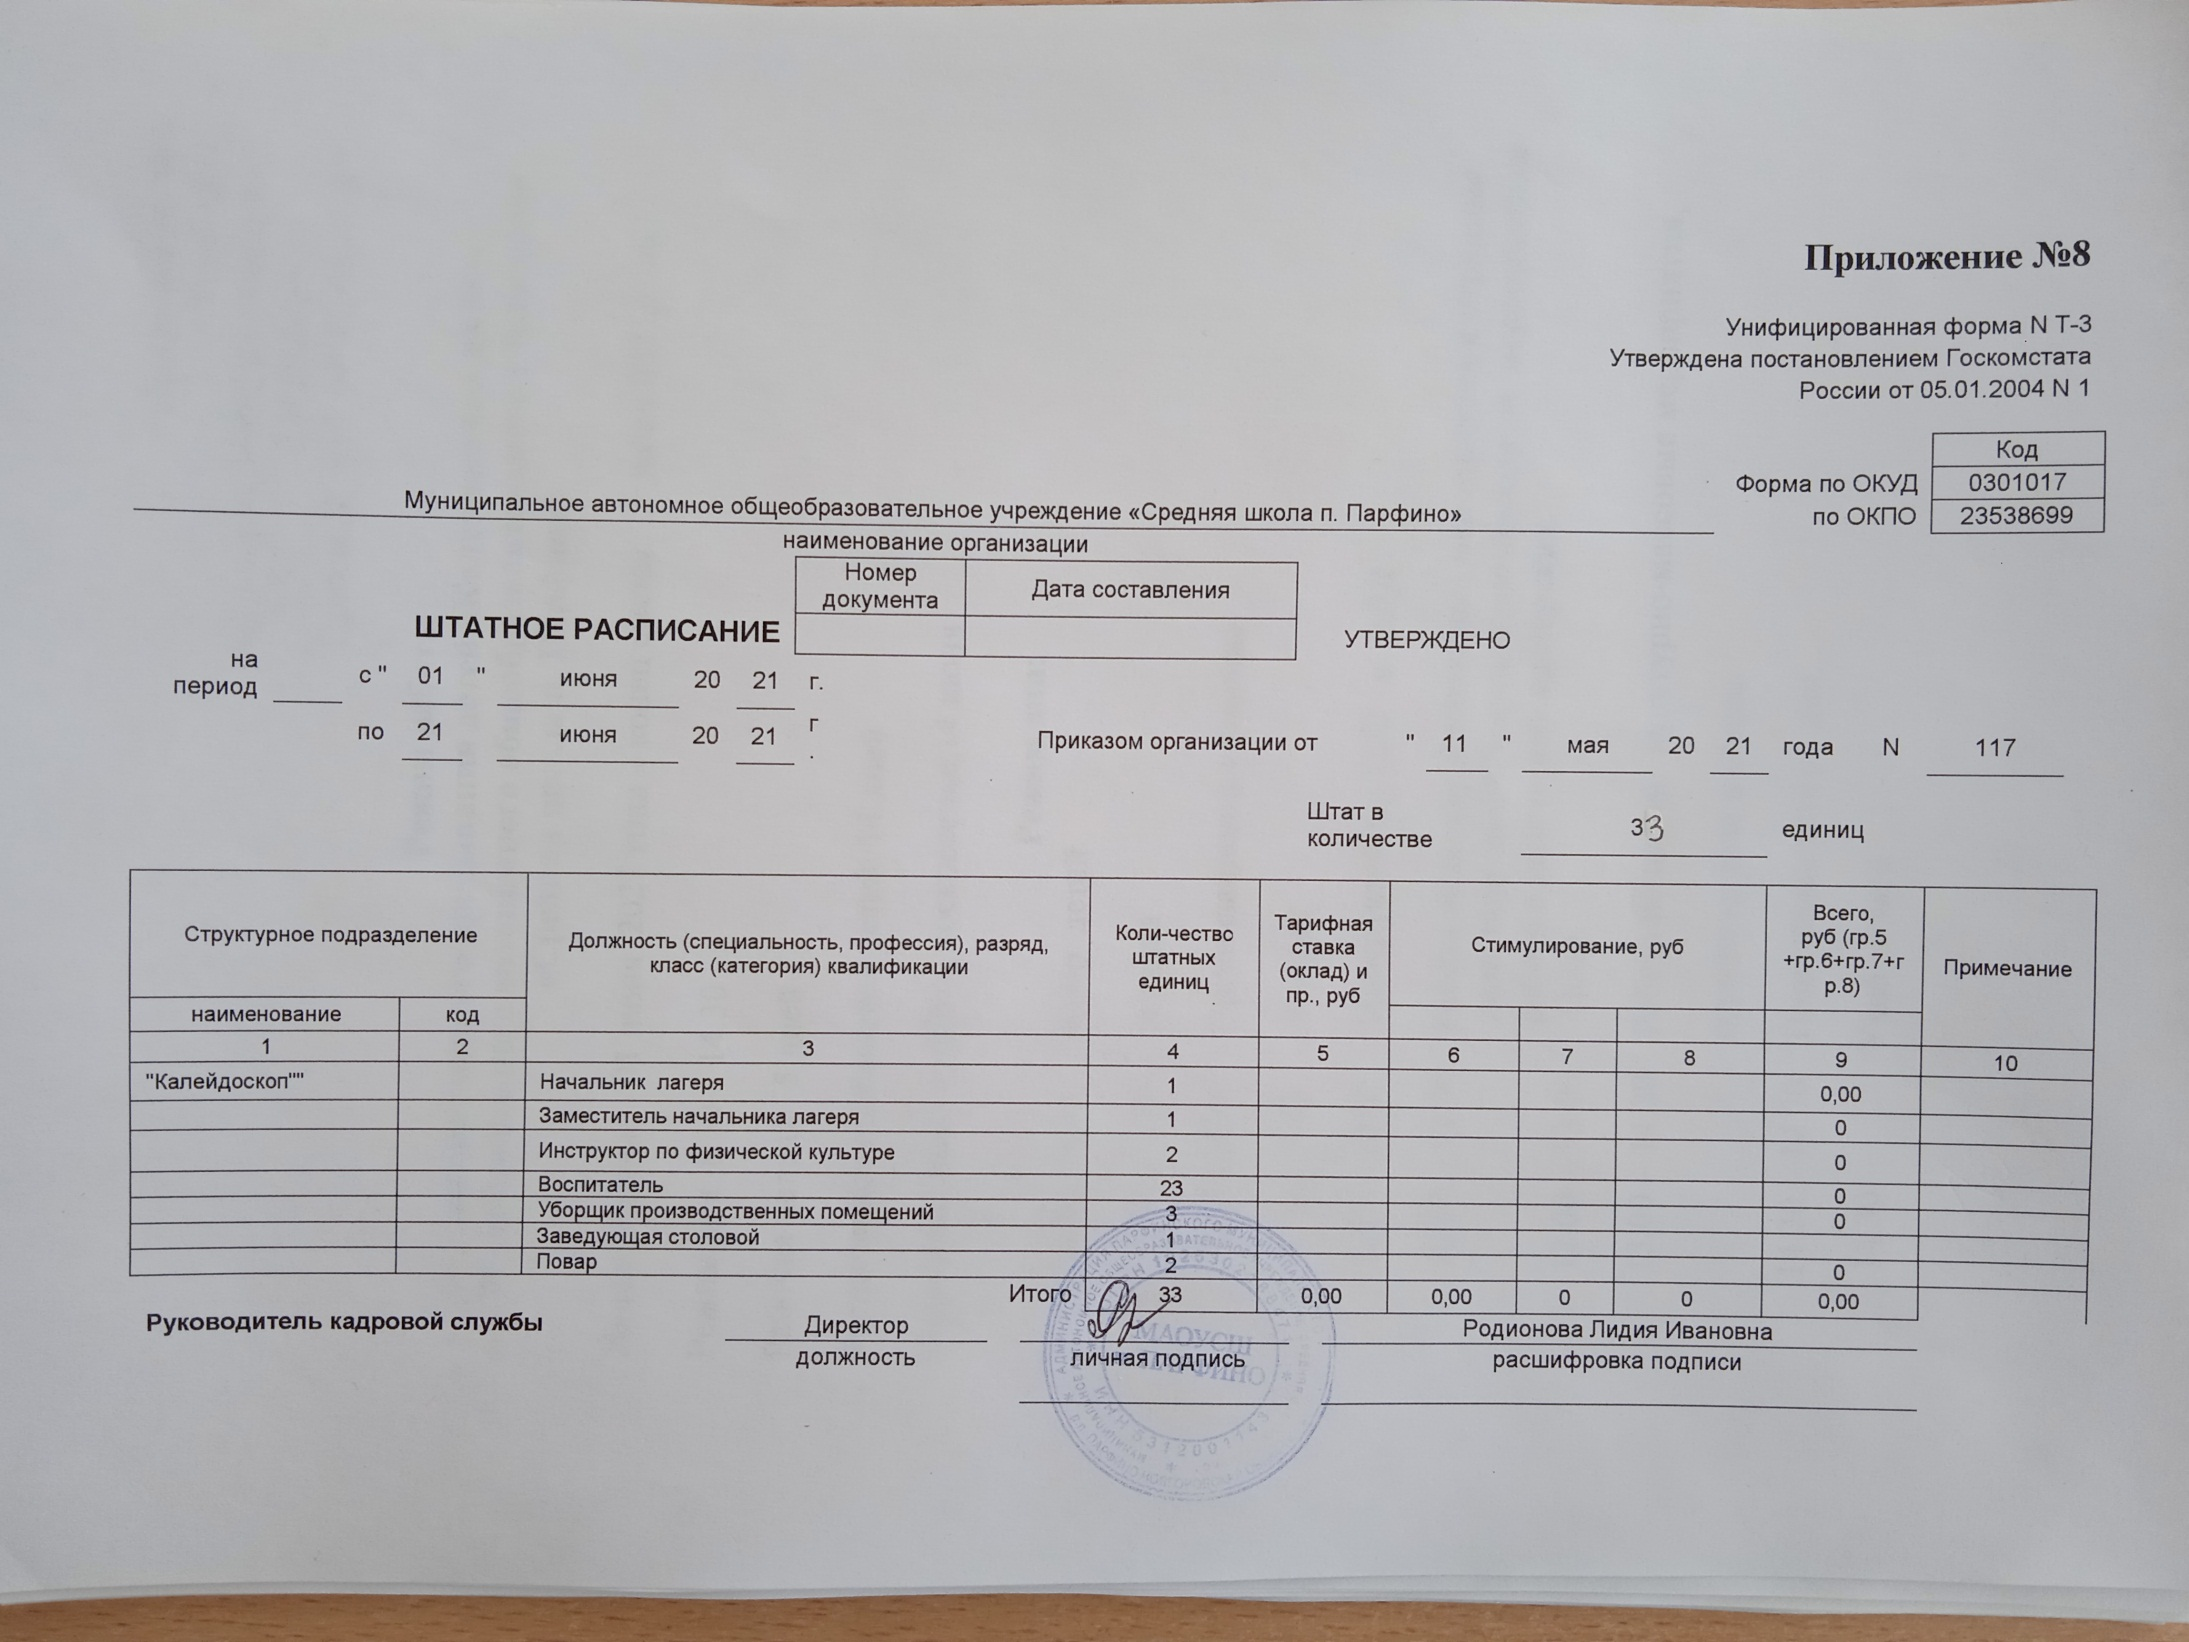 Приложение №8
Унифицированная форма N Т-3
Утверждена постановлением Госкомстата
России от 05.01.2004 N 1
Код
Форма по ОКУД 0301017
по ОКПО 23538699
Муниципальное автономное общеобразовательное учреждение «Средняя школа п. Парфино»
наименование организации
Номер документа Дата составления
ШТАТНОЕ РАСПИСАНИЕ
УТВЕРЖДЕНО
на период с " 01 " июня 20 21 г.
по 21 июня 20 21 г.
Приказом организации от " 11 " мая 20 21 года N 117
Штат в количестве 33 единиц
Структурное подразделение Должность (специальность, профессия), разряд, класс (категория) квалификации Коли-чество штатных единиц Тарифная ставка (оклад) и пр., руб Стимулирование, руб Всего, руб (гр.5 +гр.6+гр.7+г р.8) Примечание
наименование код
1 2 3 4 5 6 7 8 9 10
"Калейдоскоп"" Начальник лагеря 1 0,00
Заместитель начальника лагеря 1 0
Инструктор по физической культуре 2 0
Воспитатель 23 0
Уборщик производственных помещений 3 0
Заведующая столовой 1
Повар 2 0
Итого 33 0,00 0,00 0 0 0,00
Руководитель кадровой службы Директор Родионова Лидия Ивановна
должность личная подпись расшифровка подписи
МАОУСШ